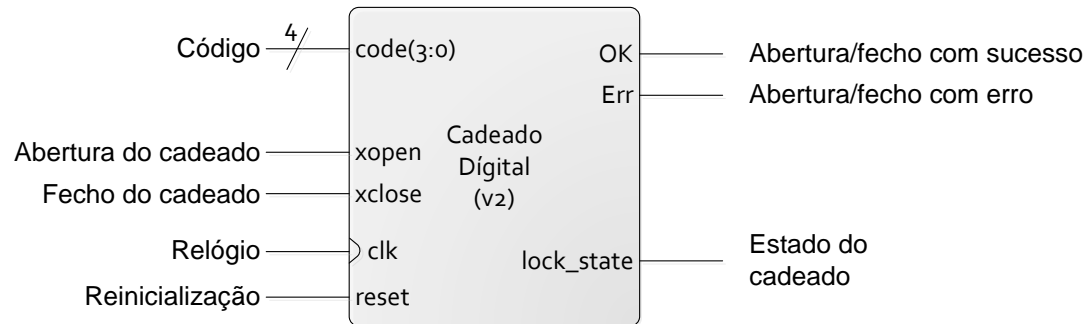 Código
4
code(3:0)
OK
Abertura/fecho com sucesso
Err
Abertura/fecho com erro
Cadeado
Dígital
(v2)
Abertura do cadeado
xopen
Fecho do cadeado
xclose
Relógio
clk
lock_state
Estado do
cadeado
Reinicialização
reset